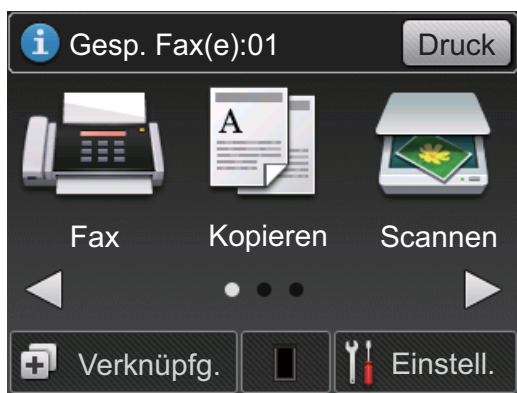 Gesp. Fax(e):01 Druck
A
Fax Kopieren Scannen
Verknüpfg. Einstell.